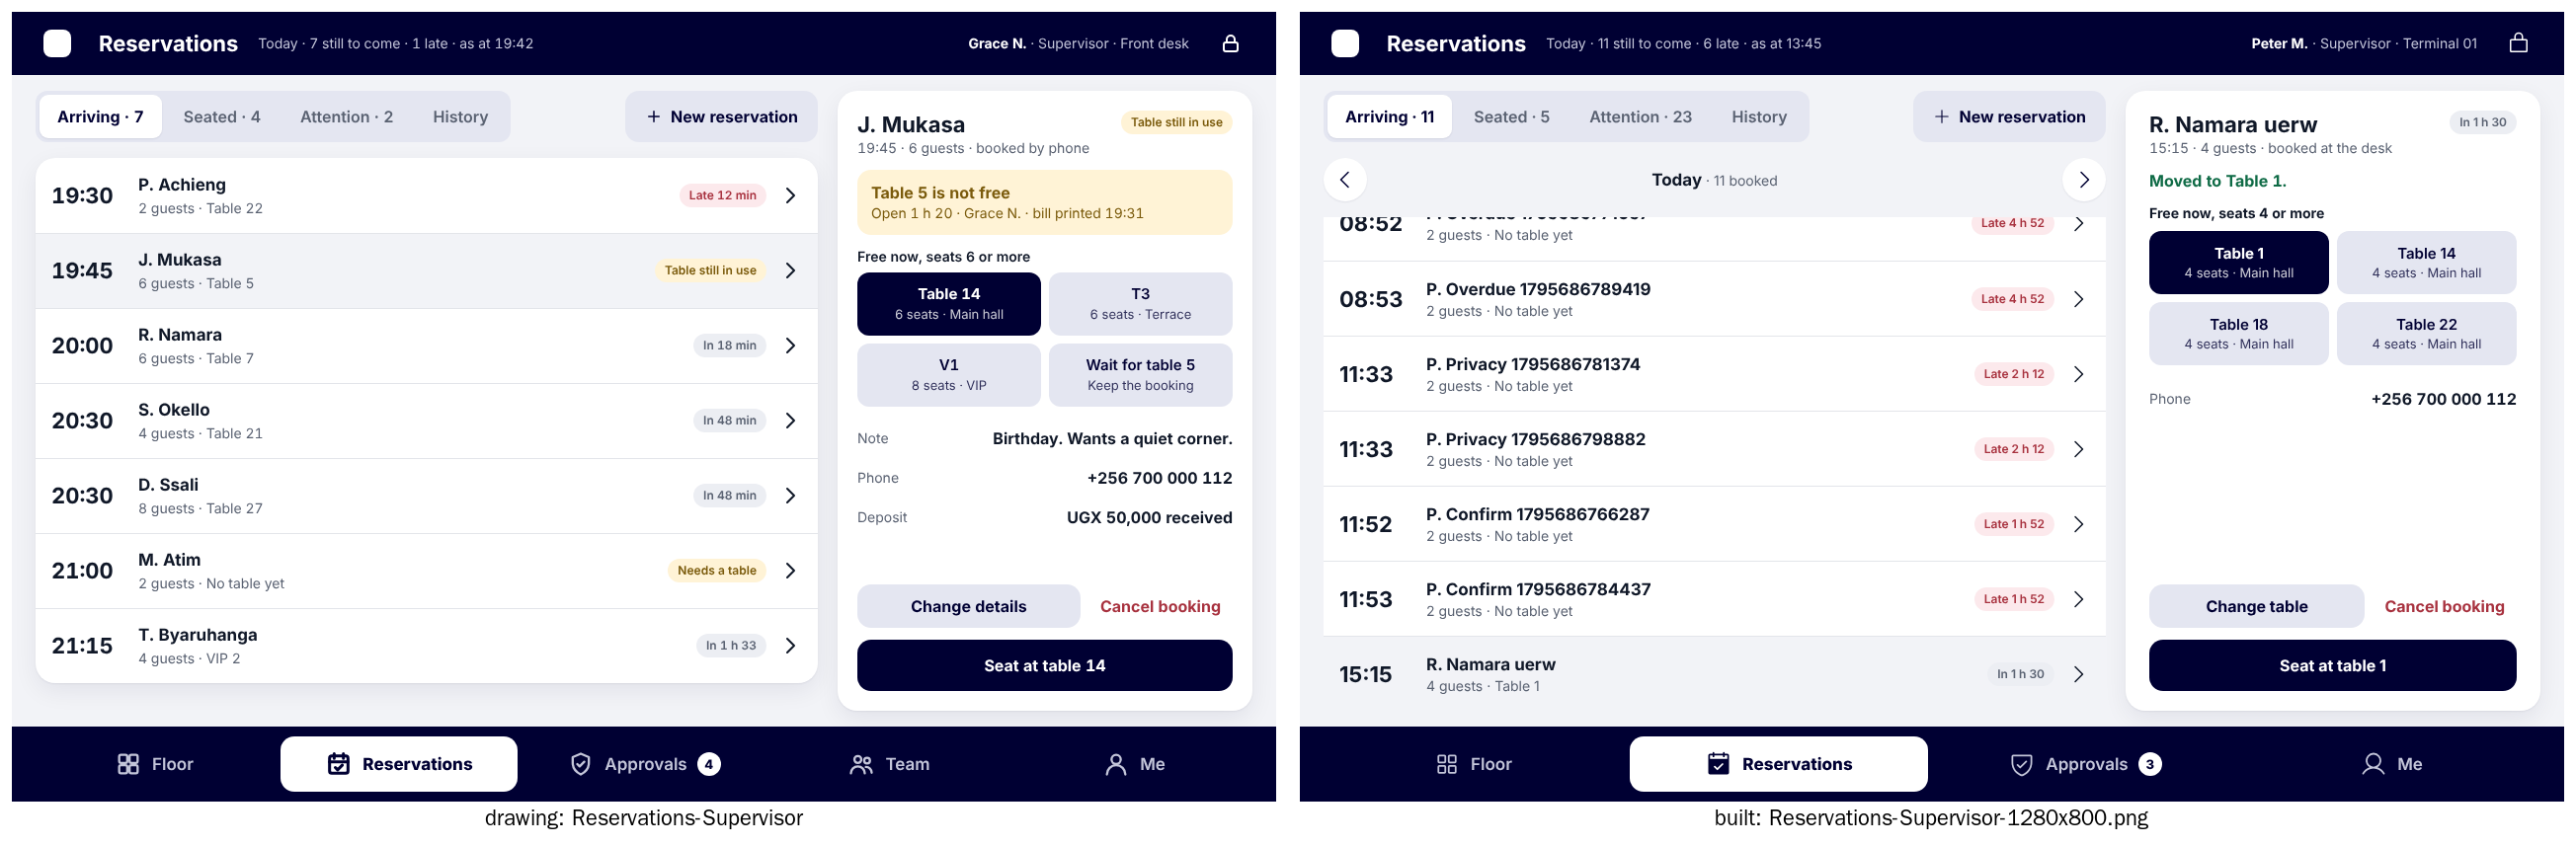 Reservations
Today · 7 still to come · 1 late · as at 19:42
Grace N. · Supervisor · Front desk
Arriving · 7
Seated · 4
Attention · 2
History
+ New reservation
19:30
P. Achieng
2 guests · Table 22
Late 12 min
19:45
J. Mukasa
6 guests · Table 5
Table still in use
20:00
R. Namara
6 guests · Table 7
In 18 min
20:30
S. Okello
4 guests · Table 21
In 48 min
20:30
D. Ssali
8 guests · Table 27
In 48 min
21:00
M. Atim
2 guests · No table yet
Needs a table
21:15
T. Byaruhanga
4 guests · VIP 2
In 1 h 33
J. Mukasa
Table still in use
19:45 · 6 guests · booked by phone
Table 5 is not free
Open 1 h 20 · Grace N. · bill printed 19:31
Free now, seats 6 or more
Table 14
6 seats · Main hall
T3
6 seats · Terrace
V1
8 seats · VIP
Wait for table 5
Keep the booking
Note
Birthday. Wants a quiet corner.
Phone
+256 700 000 112
Deposit
UGX 50,000 received
Change details
Cancel booking
Seat at table 14
Floor
Reservations
Approvals 4
Team
Me
drawing: Reservations-Supervisor
Reservations
Today · 11 still to come · 6 late · as at 13:45
Peter M. · Supervisor · Terminal 01
Arriving · 11
Seated · 5
Attention · 23
History
+ New reservation
Today · 11 booked
08:52
P. Overdue
2 guests · No table yet
Late 4 h 52
08:53
P. Overdue 1795686789419
2 guests · No table yet
Late 4 h 52
11:33
P. Privacy 1795686781374
2 guests · No table yet
Late 2 h 12
11:33
P. Privacy 1795686798882
2 guests · No table yet
Late 2 h 12
11:52
P. Confirm 1795686766287
2 guests · No table yet
Late 1 h 52
11:53
P. Confirm 1795686784437
2 guests · No table yet
Late 1 h 52
15:15
R. Namara uerw
4 guests · Table 1
In 1 h 30
R. Namara uerw
In 1 h 30
15:15 · 4 guests · booked at the desk
Moved to Table 1.
Free now, seats 4 or more
Table 1
4 seats · Main hall
Table 14
4 seats · Main hall
Table 18
4 seats · Main hall
Table 22
4 seats · Main hall
Phone
+256 700 000 112
Change table
Cancel booking
Seat at table 1
Floor
Reservations
Approvals 3
Me
built: Reservations-Supervisor-1280x800.png